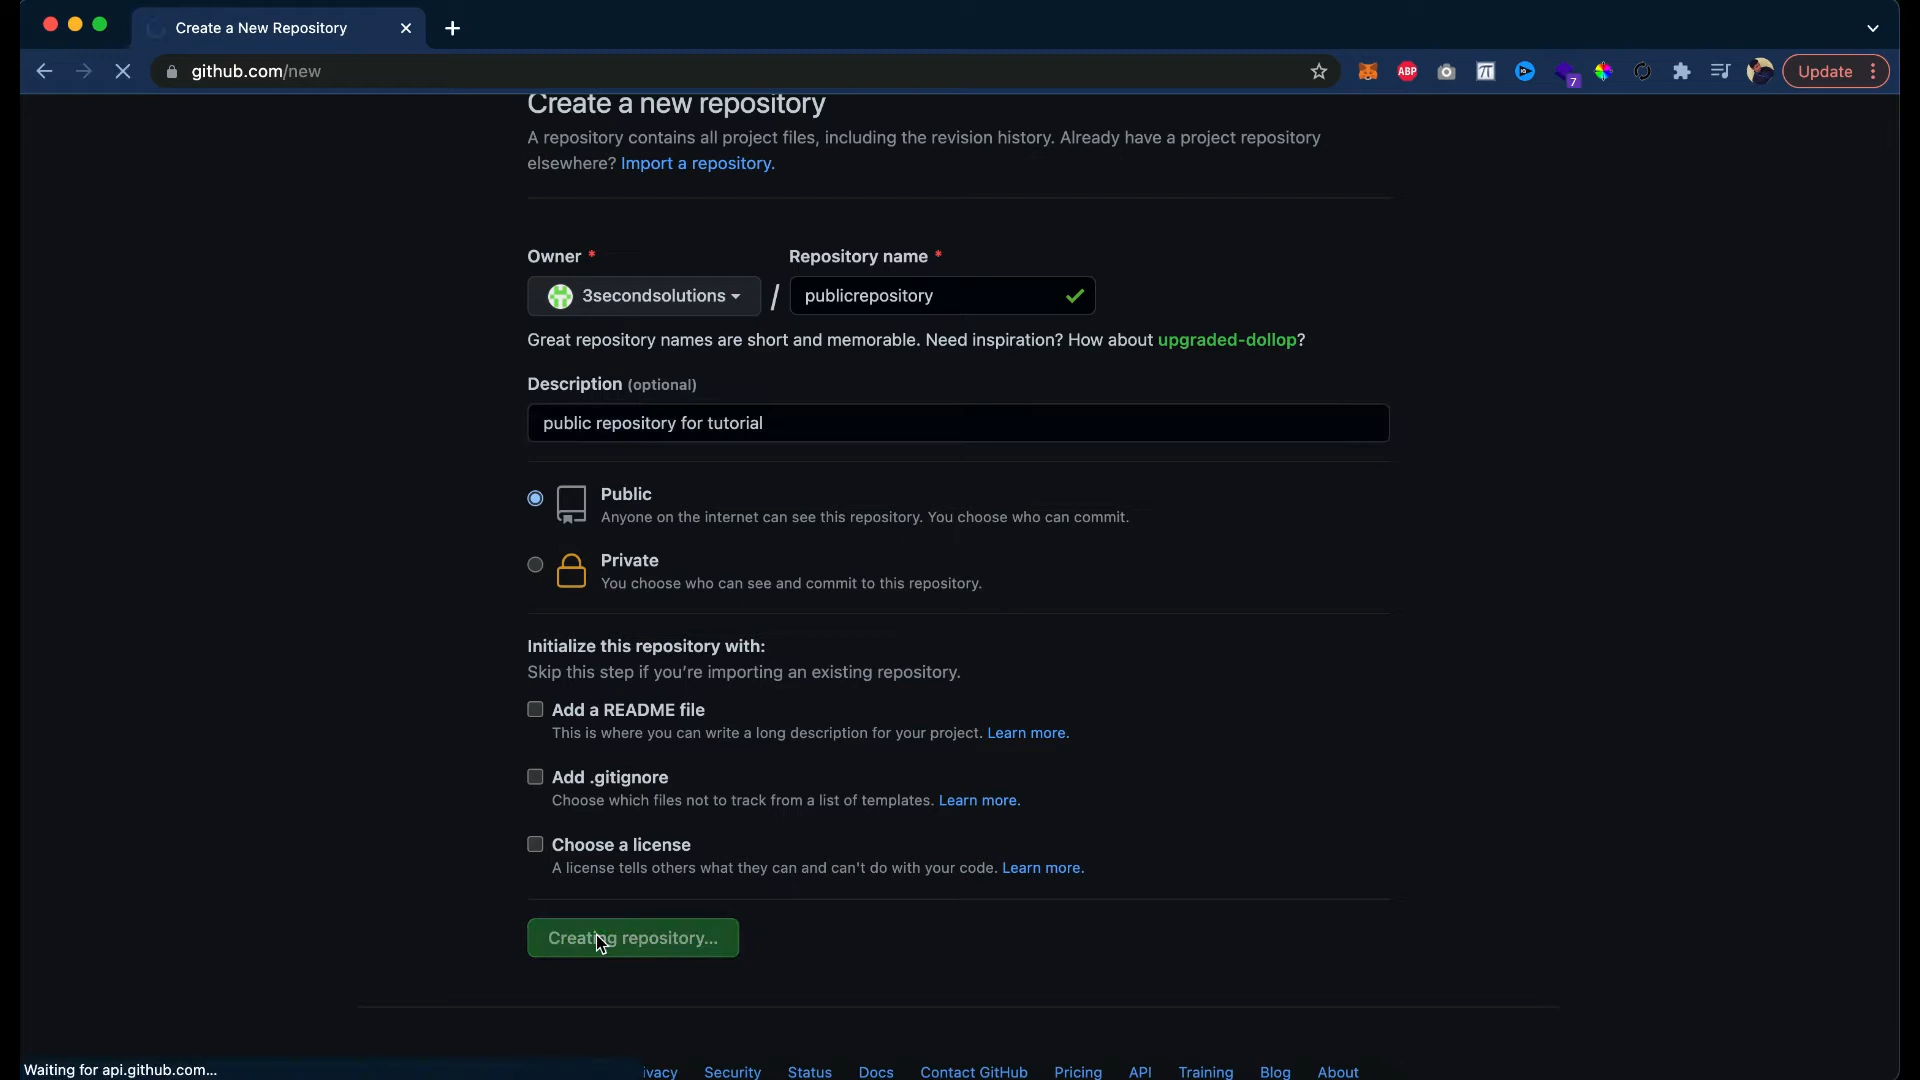 Create a New Repository
github.com/new
ABP
7
Update
Create a new repository
A repository contains all project files, including the revision history. Already have a project repository
elsewhere? Import a repository.
Owner *
Repository name *
3secondsolutions
/
publicrepository
Great repository names are short and memorable. Need inspiration? How about upgraded-dollop?
Description (optional)
public repository for tutorial
Public
Anyone on the internet can see this repository. You choose who can commit.
Private
You choose who can see and commit to this repository.
Initialize this repository with:
Skip this step if you’re importing an existing repository.
Add a README file
This is where you can write a long description for your project. Learn more.
Add .gitignore
Choose which files not to track from a list of templates. Learn more.
Choose a license
A license tells others what they can and can't do with your code. Learn more.
Creating repository...
Waiting for api.github.com...
ivacy Security Status Docs Contact GitHub Pricing API Training Blog About